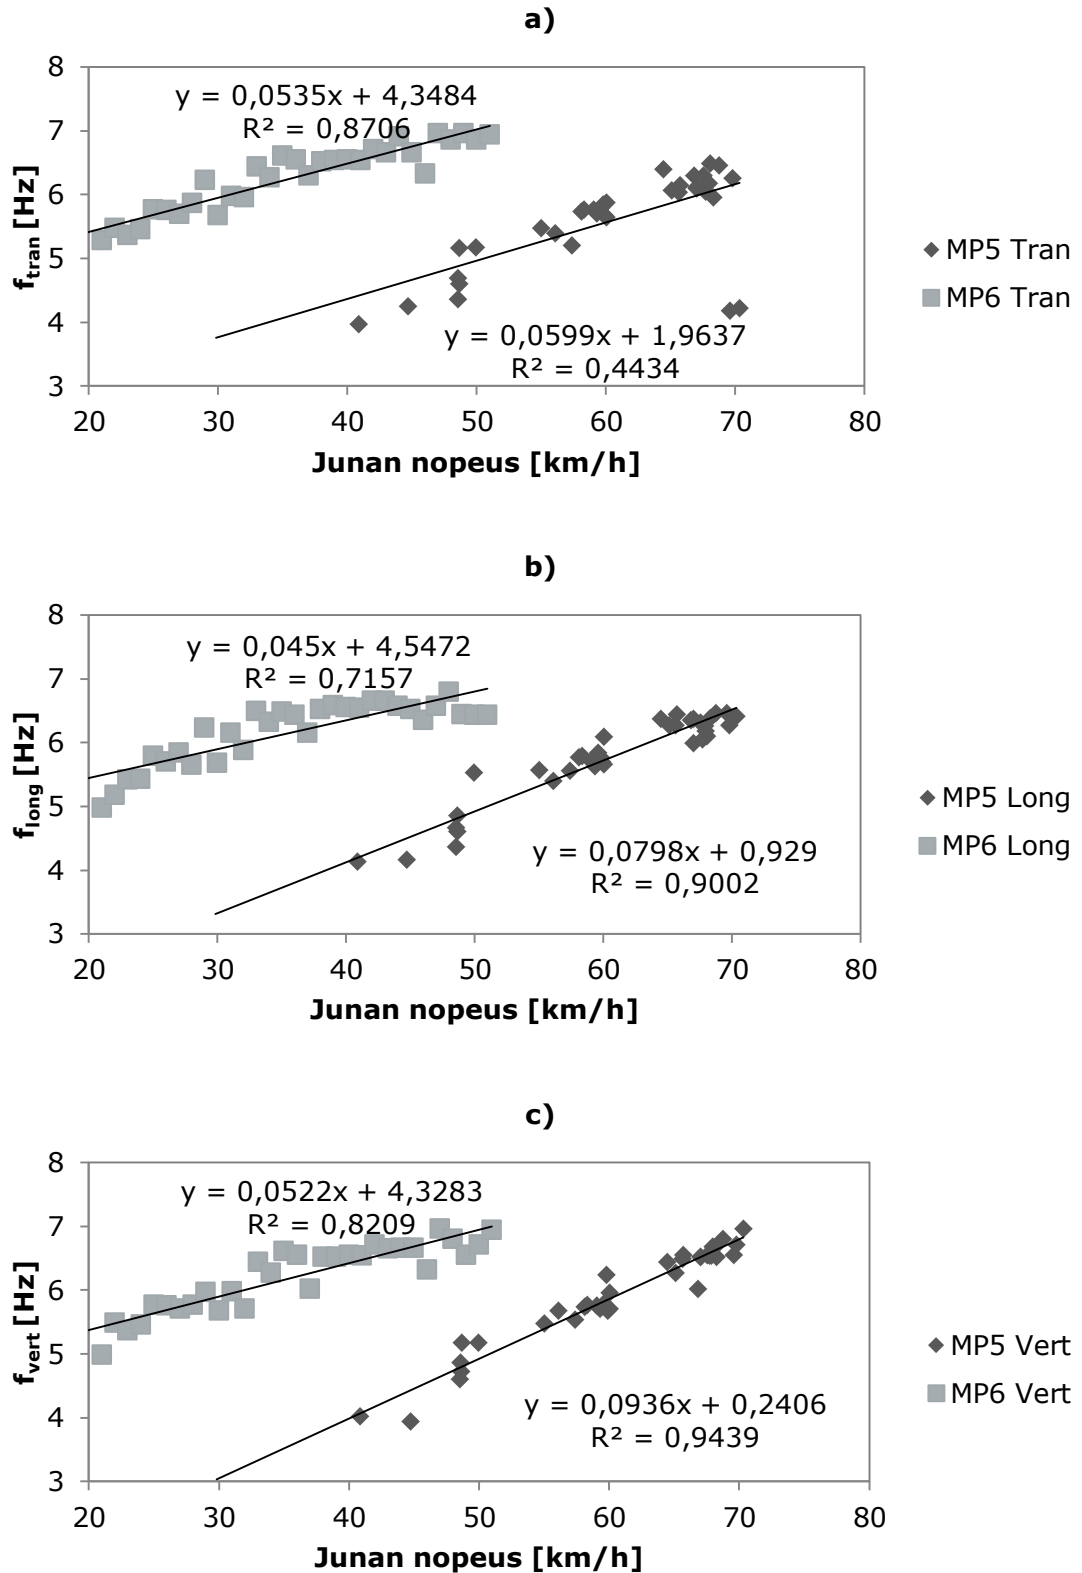 a)
8
y = 0,0535x + 4,3484
R² = 0,8706
7
6
5
4
3
f_tran [Hz]
y = 0,0599x + 1,9637
R² = 0,4434
MP5 Tran
MP6 Tran
20 30 40 50 60 70 80
Junan nopeus [km/h]
b)
8
y = 0,045x + 4,5472
R² = 0,7157
7
6
5
4
3
f_long [Hz]
y = 0,0798x + 0,929
R² = 0,9002
MP5 Long
MP6 Long
20 30 40 50 60 70 80
Junan nopeus [km/h]
c)
8
y = 0,0522x + 4,3283
R² = 0,8209
7
6
5
4
3
f_vert [Hz]
y = 0,0936x + 0,2406
R² = 0,9439
MP5 Vert
MP6 Vert
20 30 40 50 60 70 80
Junan nopeus [km/h]